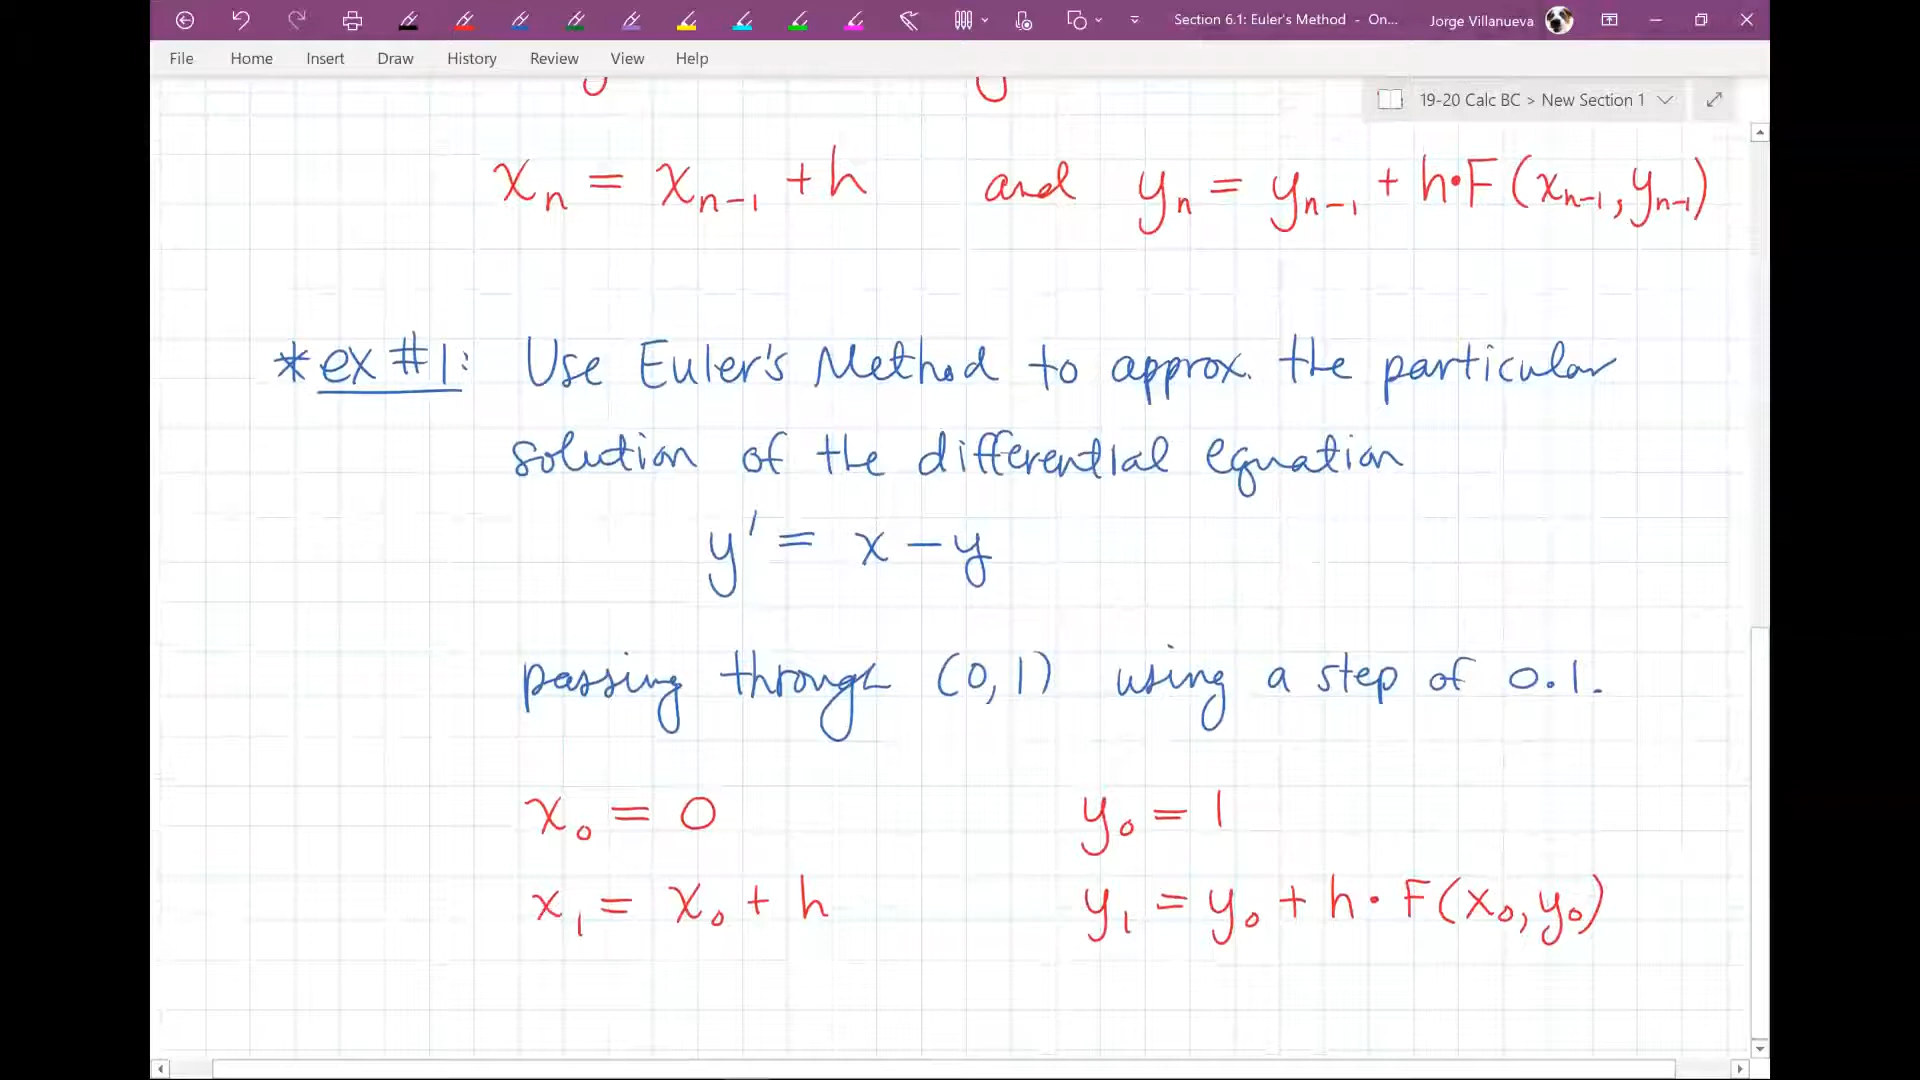 Section 6.1: Euler's Method - On... Jorge Villanueva
File Home Insert Draw History Review View Help
19-20 Calc BC > New Section 1
xₙ = xₙ₋₁ + h and yₙ = yₙ₋₁ + h•F(xₙ₋₁, yₙ₋₁)
*ex #1: Use Euler's Method to approx. the particular
solution of the differential equation
y' = x - y
passing through (0,1) using a step of 0.1.
x₀ = 0 y₀ = 1
x₁ = x₀ + h y₁ = y₀ + h • F(x₀, y₀)